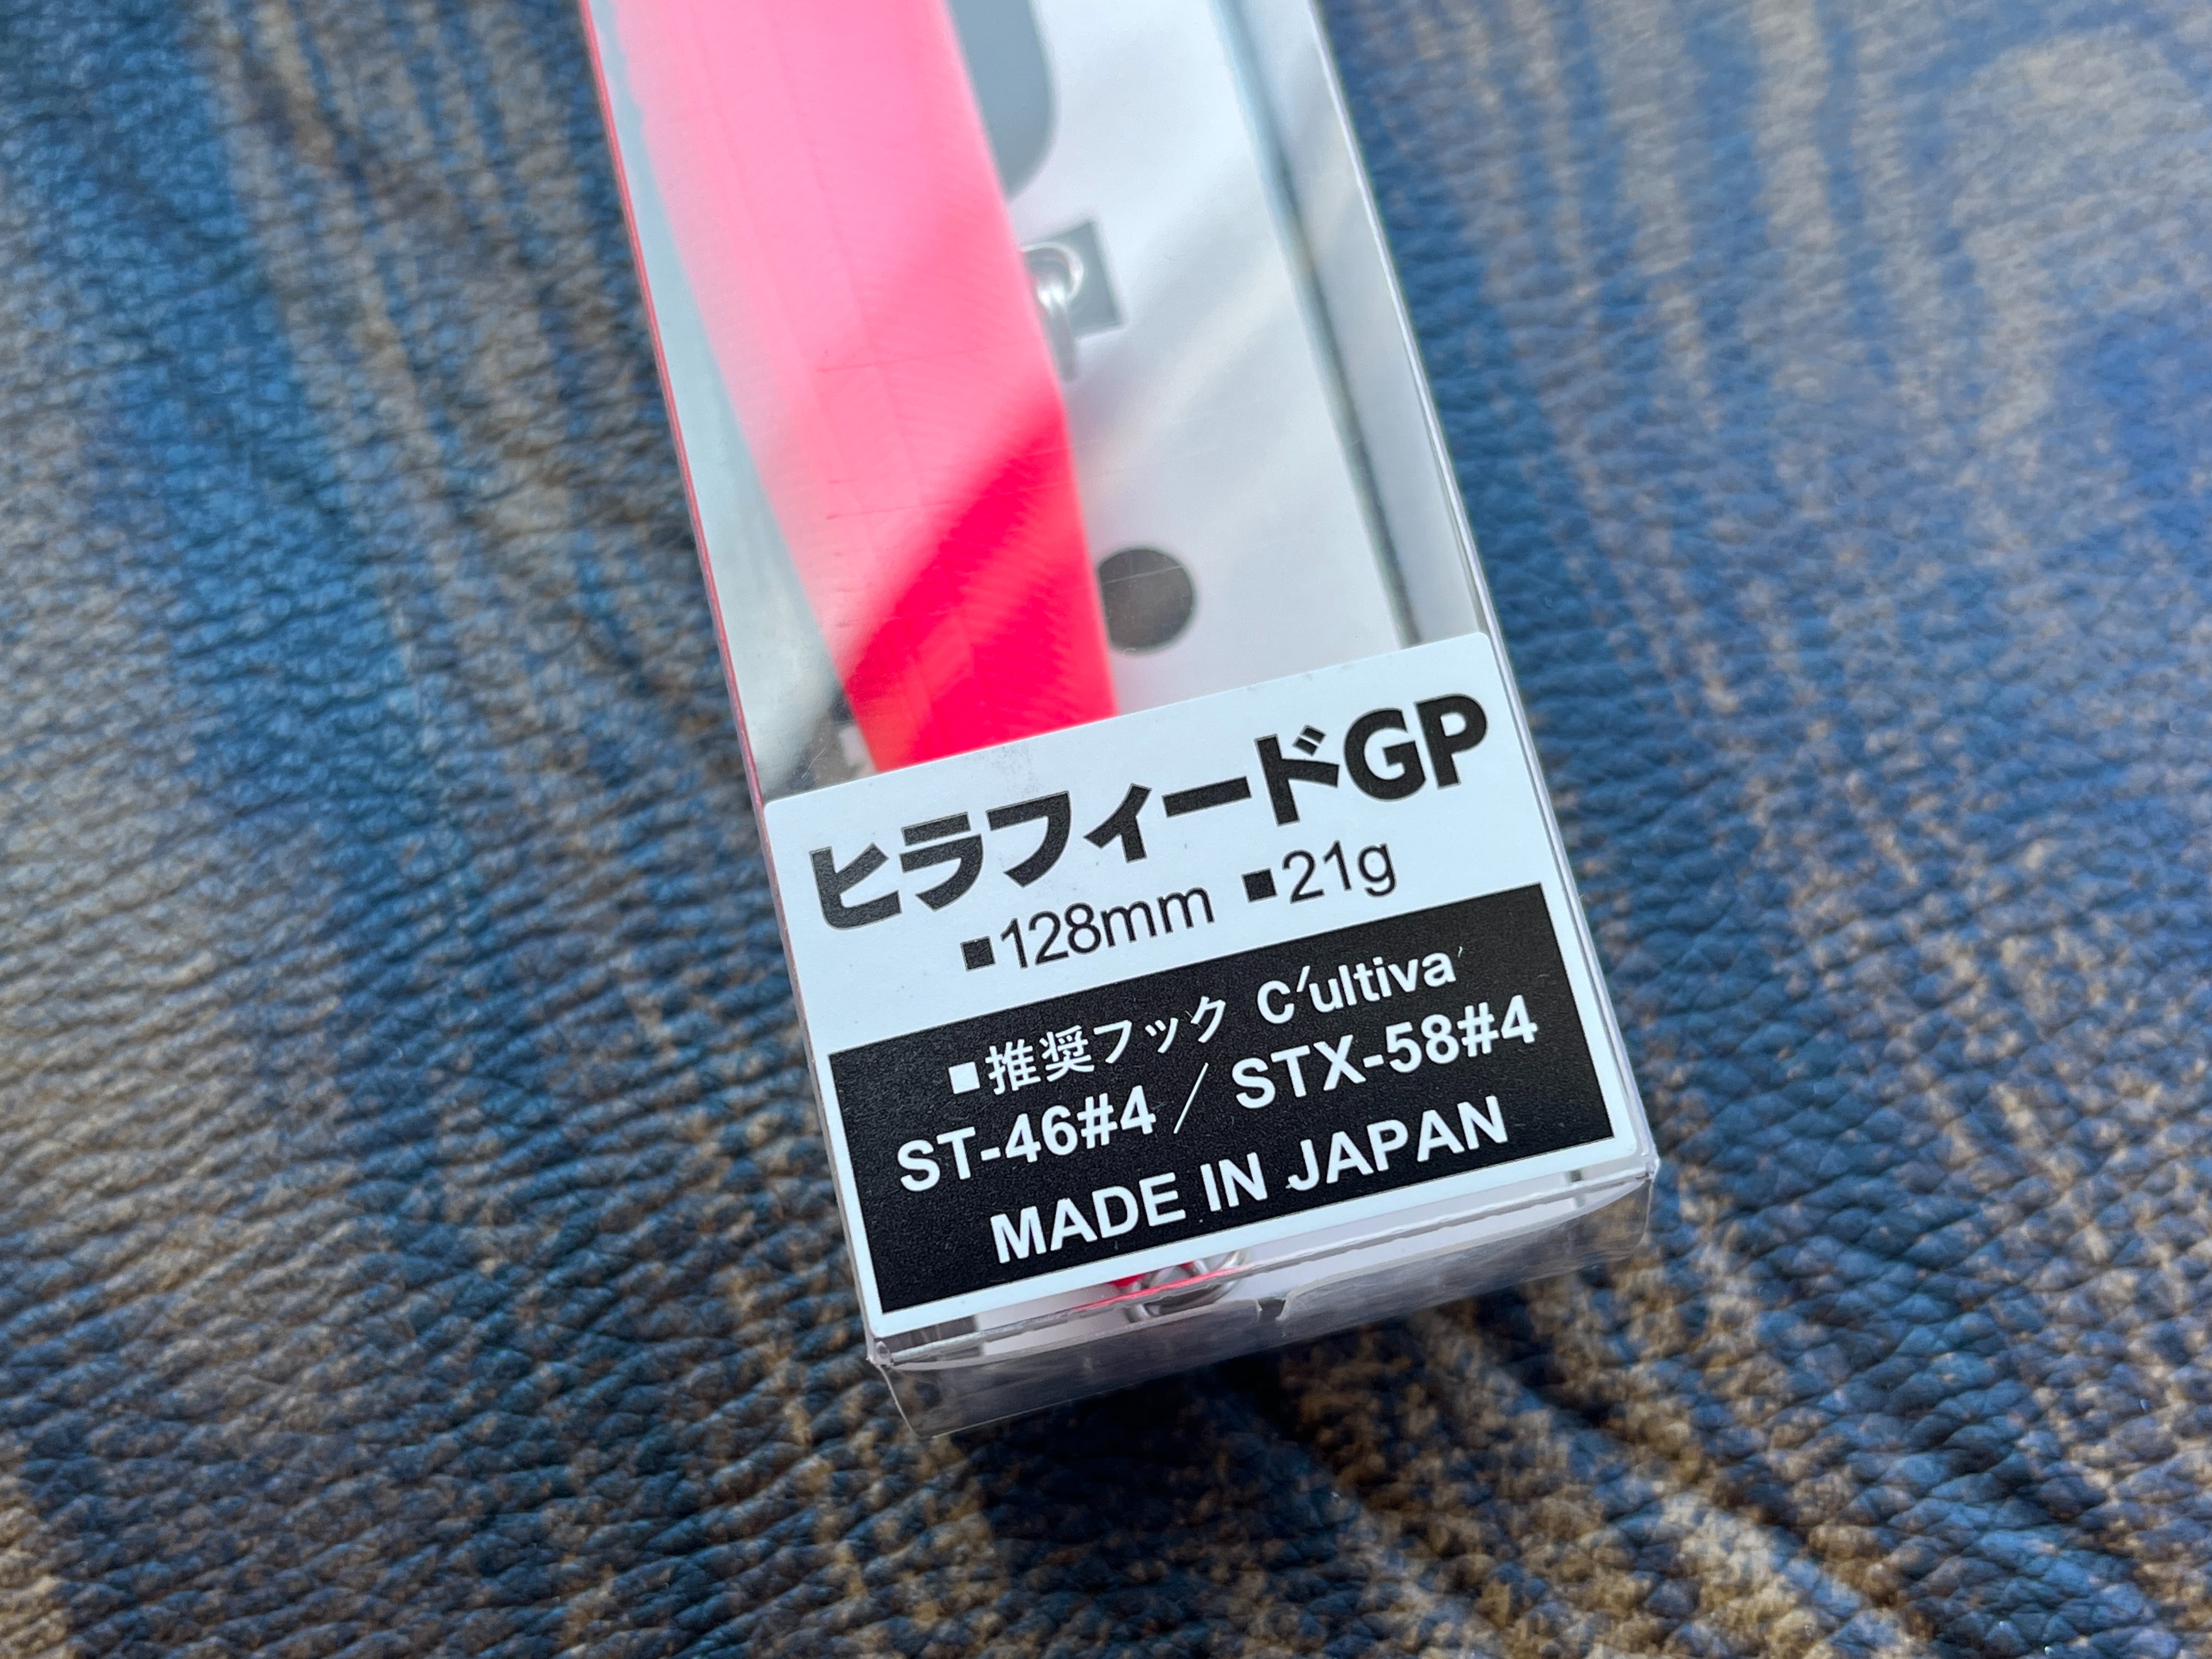 ヒラフィードGP
■128mm ■21g
■推奨フック C'ultiva
ST-46#4／STX-58#4
MADE IN JAPAN